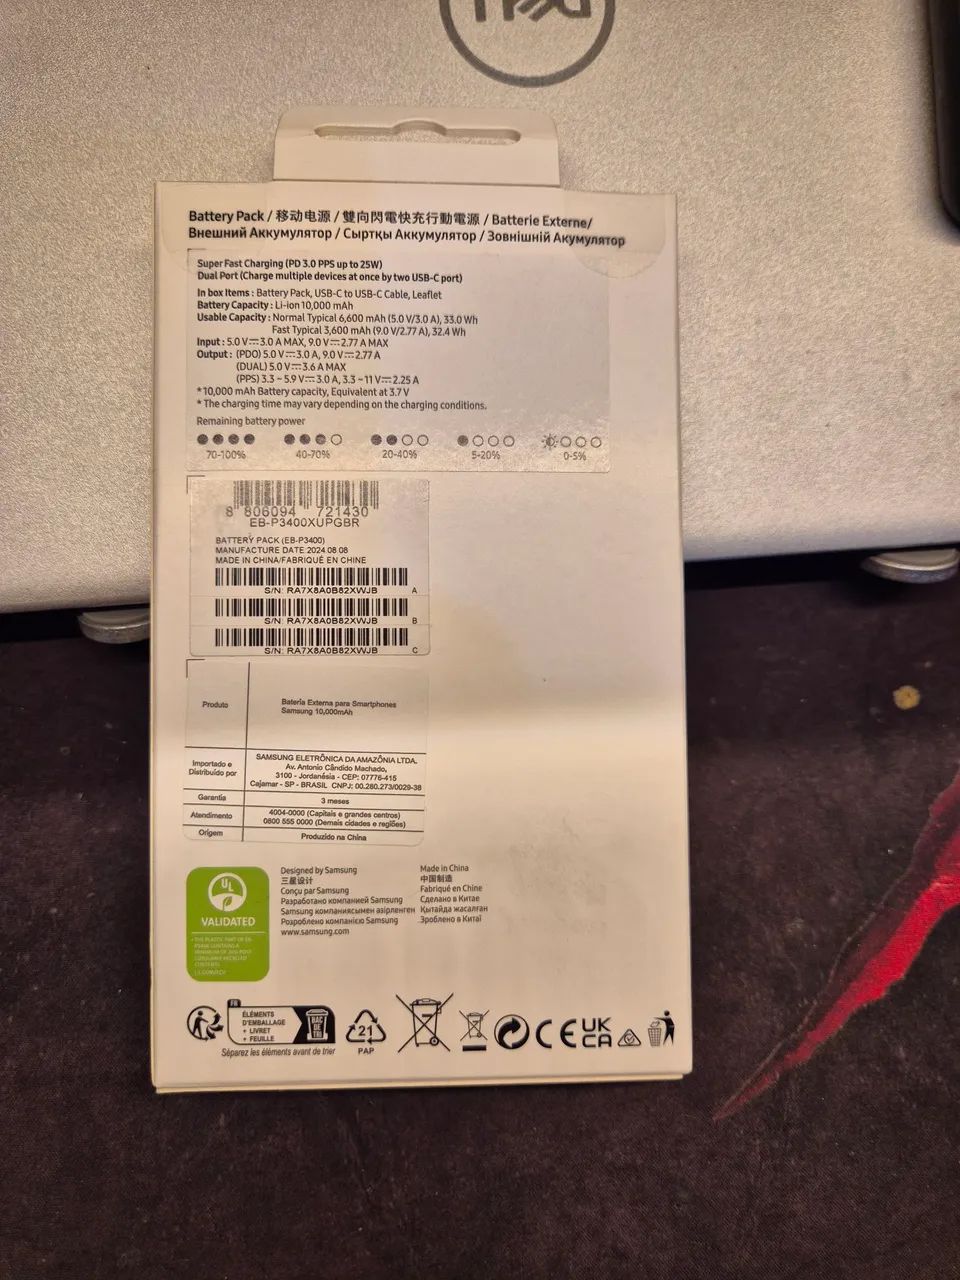 DELL
Battery Pack / 移动电源 / 雙向閃電快充行動電源 / Batterie Externe/
Внешний Аккумулятор / Сыртқы Аккумулятор / Зовнішній Акумулятор
Super Fast Charging (PD 3.0 PPS up to 25W)
Dual Port (Charge multiple devices at once by two USB-C port)
In box Items : Battery Pack, USB-C to USB-C Cable, Leaflet
Battery Capacity : Li-ion 10,000 mAh
Usable Capacity : Normal Typical 6,600 mAh (5.0 V/3.0 A), 33.0 Wh
Fast Typical 3,600 mAh (9.0 V/2.77 A), 32.4 Wh
Input : 5.0 V⎓3.0 A MAX, 9.0 V⎓2.77 A MAX
Output : (PDO) 5.0 V⎓3.0 A, 9.0 V⎓2.77 A
(DUAL) 5.0 V⎓3.6 A MAX
(PPS) 3.3 ~ 5.9 V⎓3.0 A, 3.3 ~ 11 V⎓2.25 A
* 10,000 mAh Battery capacity, Equivalent at 3.7 V
* The charging time may vary depending on the charging conditions.
Remaining battery power
70-100% 40-70% 20-40% 5-20% 0-5%
8 806094 721430
EB-P3400XUPGBR
BATTERY PACK (EB-P3400)
MANUFACTURE DATE:2024.08.08
MADE IN CHINA/FABRIQUÉ EN CHINE
S/N: RA7X8A0B82XWJB A
S/N: RA7X8A0B82XWJB B
S/N: RA7X8A0B82XWJB C
Produto
Bateria Externa para Smartphones
Samsung 10,000mAh
Importado e
Distribuído por
SAMSUNG ELETRÔNICA DA AMAZÔNIA LTDA.
Av. Antonio Cândido Machado,
3100 - Jordanésia - CEP: 07776-415
Cajamar - SP - BRASIL CNPJ: 00.280.273/0029-38
Garantia
3 meses
Atendimento
4004-0000 (Capitais e grandes centros)
0800 555 0000 (Demais cidades e regiões)
Origem
Produzido na China
UL
VALIDATED
Designed by Samsung
三星设计
Conçu par Samsung
Разработано компанией Samsung
Samsung компаниясымен әзірленген
Розроблено компанією Samsung
www.samsung.com
Made in China
中国制造
Fabriqué en Chine
Сделано в Китае
Қытайда жасалған
Зроблено в Китаї
FR
ÉLÉMENTS
D'EMBALLAGE
+ LIVRET
+ FEUILLE
BAC
DE
TRI
Séparez les éléments avant de trier
21
PAP
CE
UK
CA